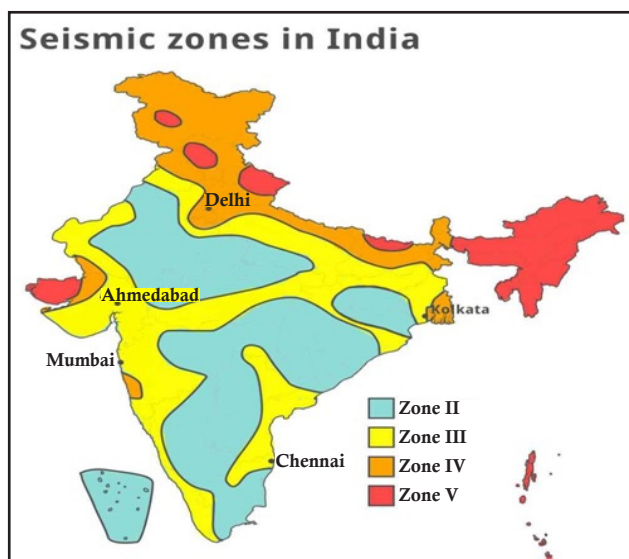 Seismic zones in India
Delhi
Ahmedabad
Kolkata
Mumbai
Zone II
Zone III
Chennai
Zone IV
Zone V